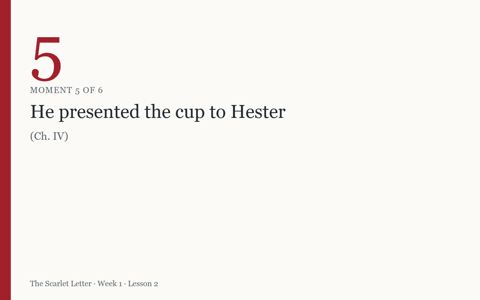 5
MOMENT 5 OF 6
He presented the cup to Hester
(Ch. IV)
The Scarlet Letter · Week 1 · Lesson 2